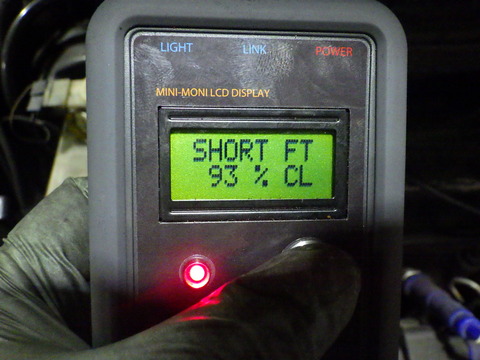 LIGHT LINK POWER
MINI-MONI LCD DISPLAY
SHORT FT
93 % CL